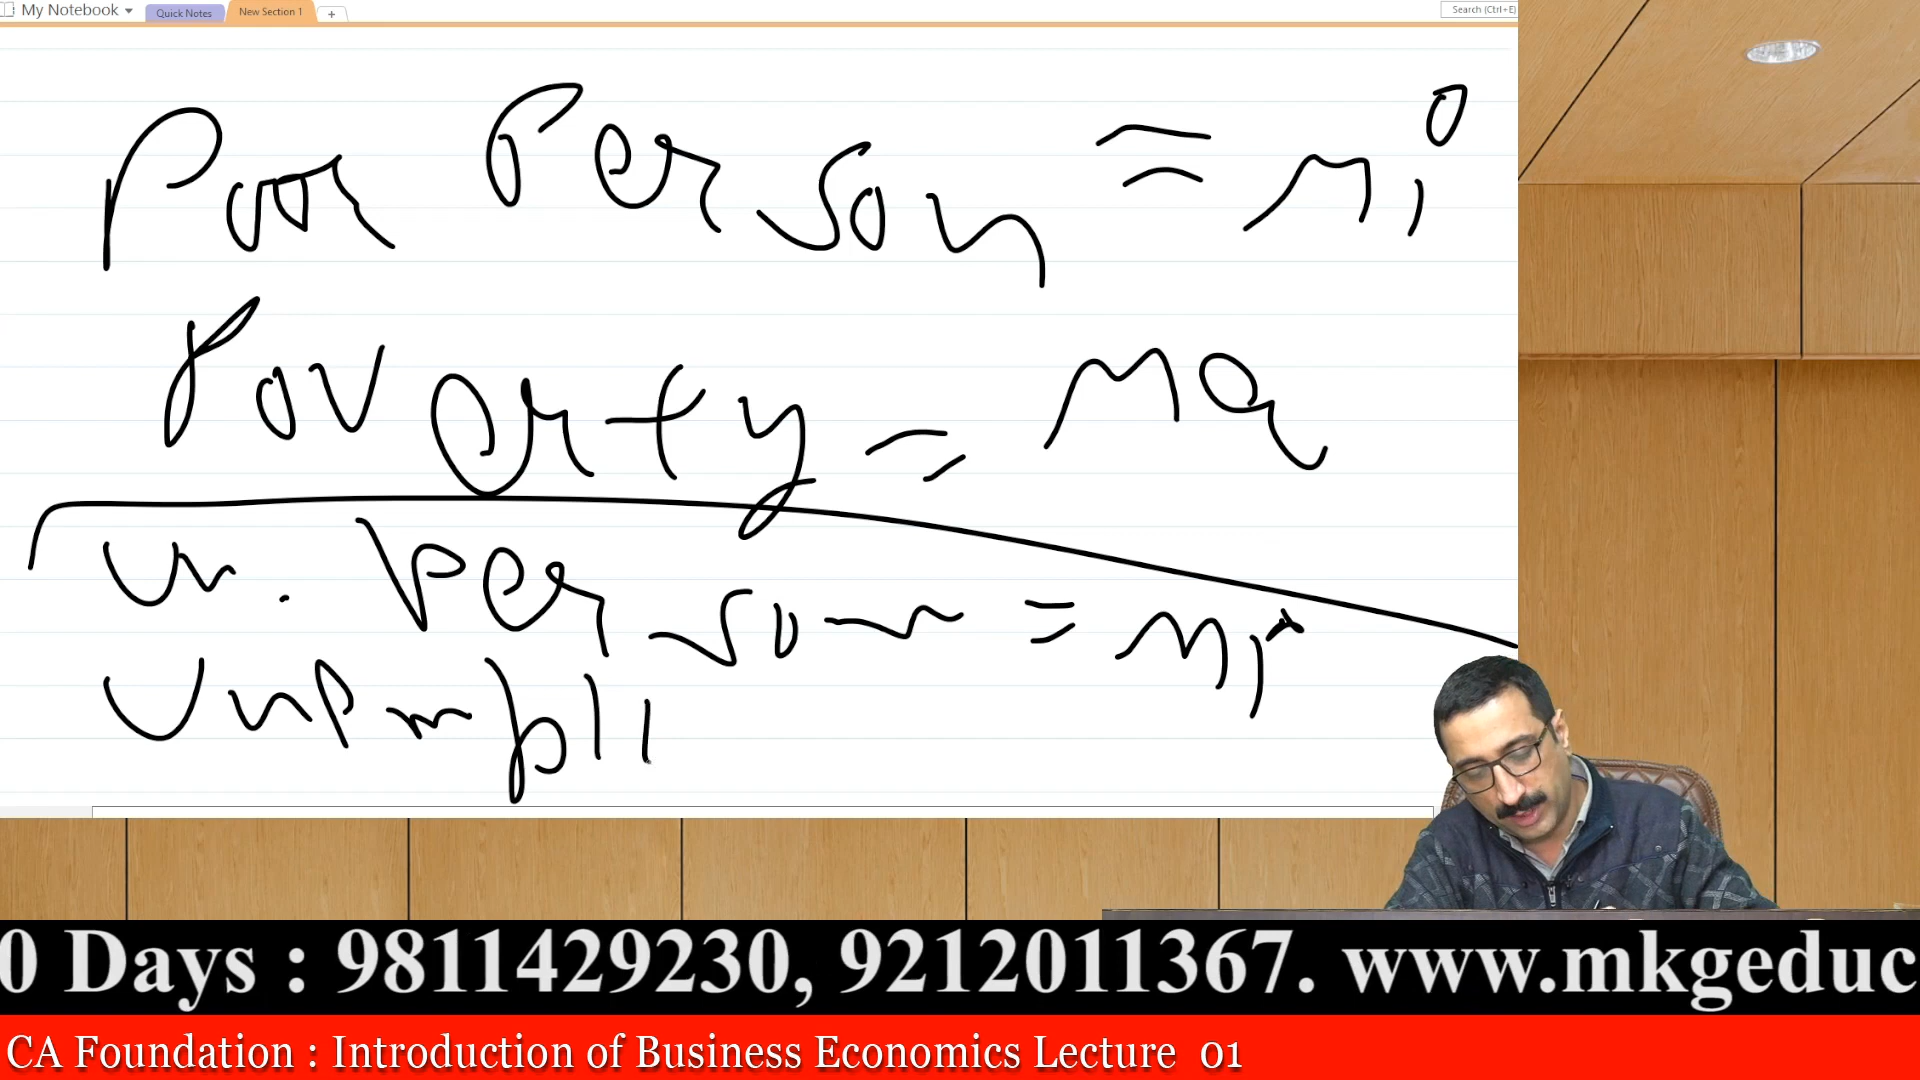 My Notebook
Quick Notes
New Section 1
Search (Ctrl+E)
Poor Person = Mi
Poverty = Ma
Un. Person = Mi
Unempl
0 Days : 9811429230, 9212011367. www.mkgeduc
CA Foundation : Introduction of Business Economics Lecture 01